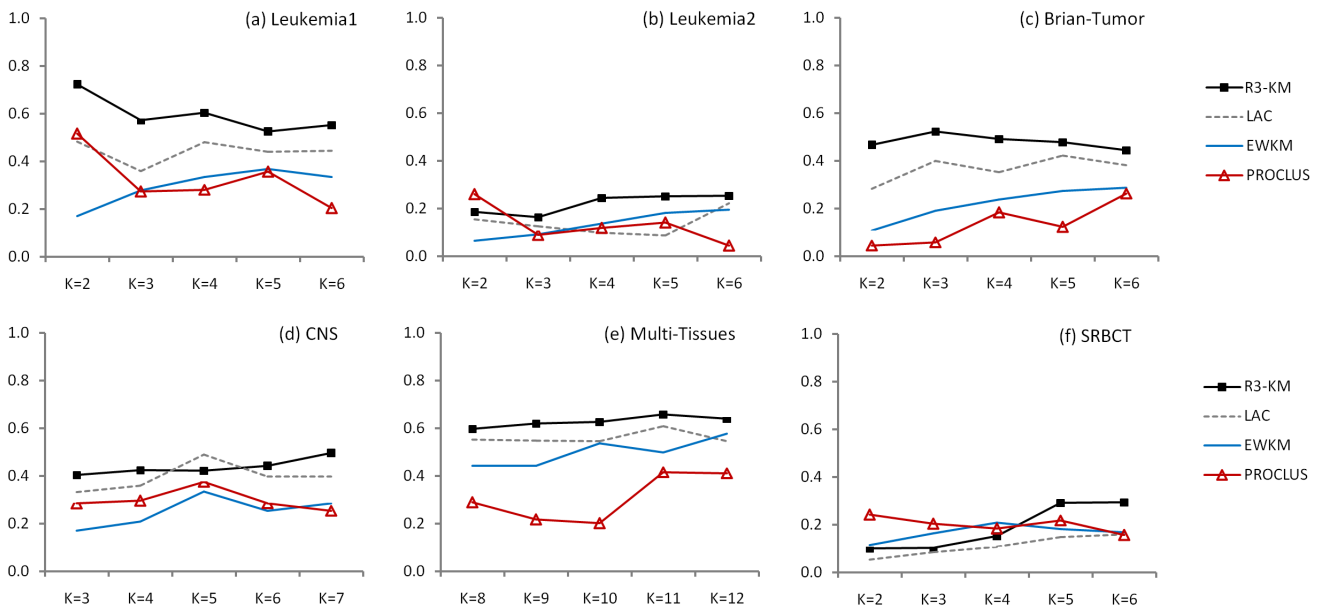 (a) Leukemia1
1.0
0.8
0.6
0.4
0.2
0.0
K=2 K=3 K=4 K=5 K=6
(b) Leukemia2
1.0
0.8
0.6
0.4
0.2
0.0
K=2 K=3 K=4 K=5 K=6
(c) Brian-Tumor
1.0
0.8
0.6
0.4
0.2
0.0
K=2 K=3 K=4 K=5 K=6
R3-KM
LAC
EWKM
PROCLUS
(d) CNS
1.0
0.8
0.6
0.4
0.2
0.0
K=3 K=4 K=5 K=6 K=7
(e) Multi-Tissues
1.0
0.8
0.6
0.4
0.2
0.0
K=8 K=9 K=10 K=11 K=12
(f) SRBCT
1.0
0.8
0.6
0.4
0.2
0.0
K=2 K=3 K=4 K=5 K=6
R3-KM
LAC
EWKM
PROCLUS